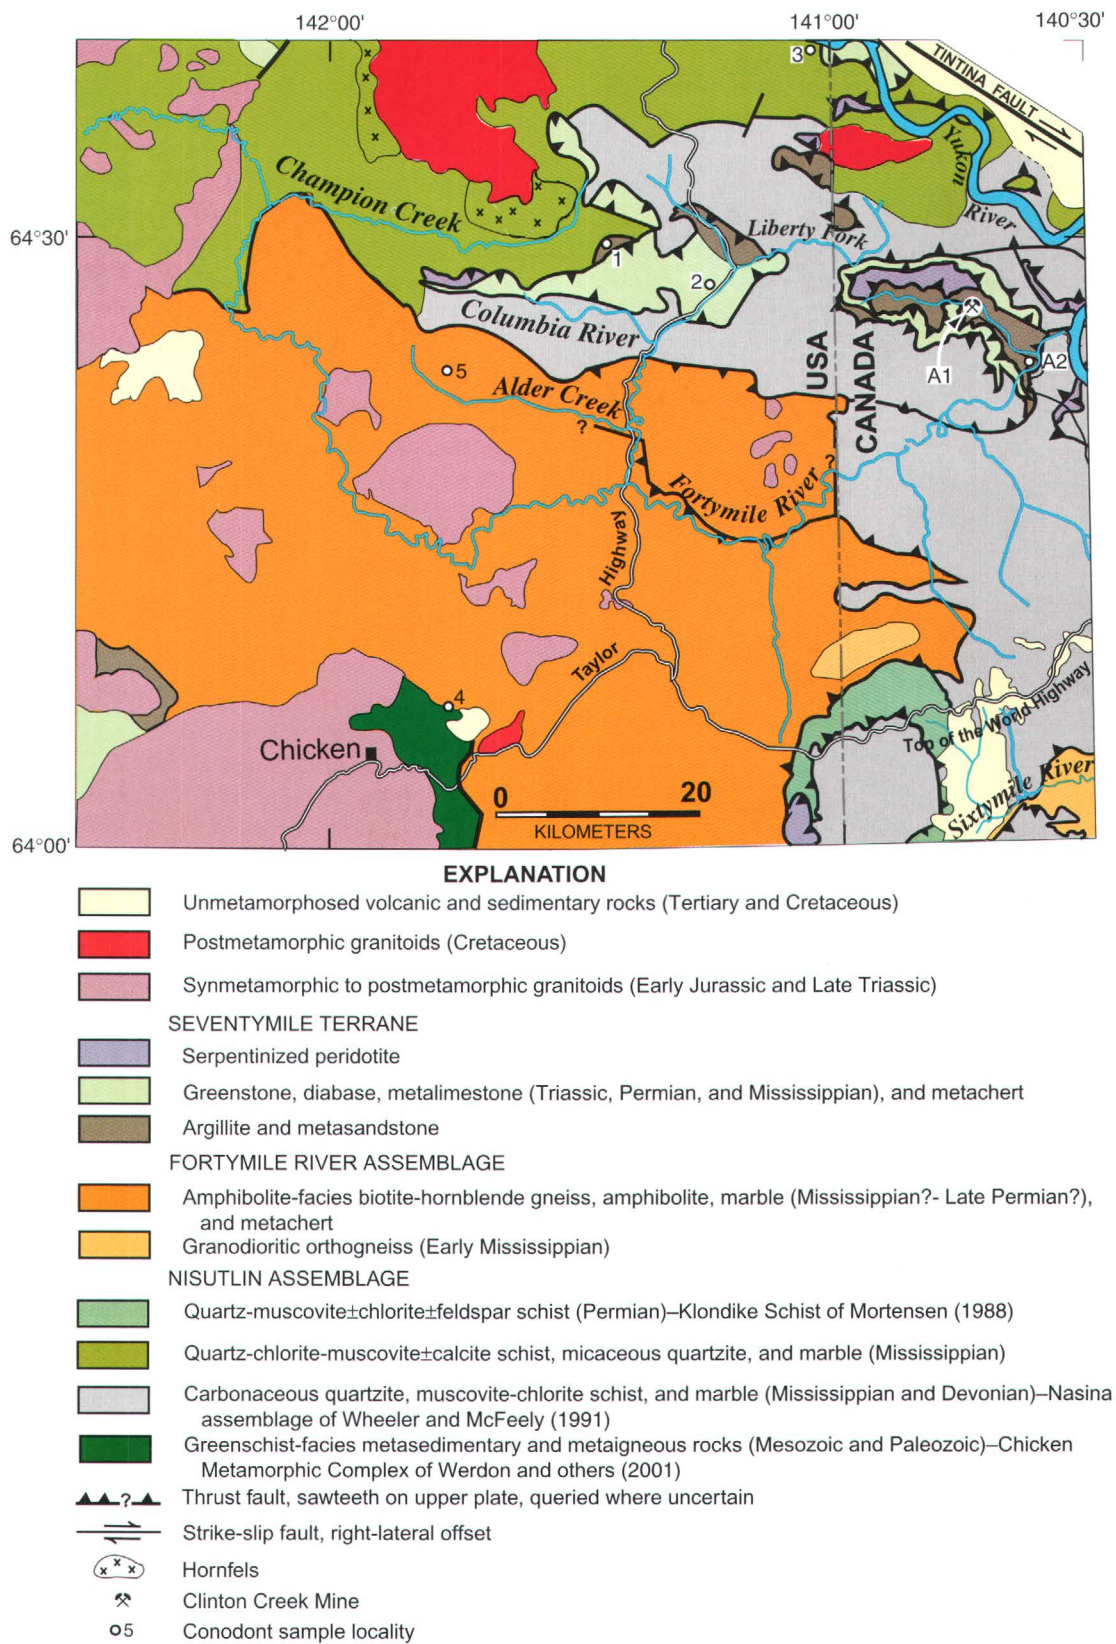 142°00'
141°00'
140°30'
3
TINTINA FAULT
Yukon
River
Champion Creek
64°30'
1
Liberty Fork
2
Columbia River
USA
CANADA
A1
A2
5
Alder Creek
?
Fortymile River
?
Highway
Taylor
4
Chicken
Top of the World Highway
Sixtymile River
0 20
KILOMETERS
64°00'
EXPLANATION
Unmetamorphosed volcanic and sedimentary rocks (Tertiary and Cretaceous)
Postmetamorphic granitoids (Cretaceous)
Synmetamorphic to postmetamorphic granitoids (Early Jurassic and Late Triassic)
SEVENTYMILE TERRANE
Serpentinized peridotite
Greenstone, diabase, metalimestone (Triassic, Permian, and Mississippian), and metachert
Argillite and metasandstone
FORTYMILE RIVER ASSEMBLAGE
Amphibolite-facies biotite-hornblende gneiss, amphibolite, marble (Mississippian?- Late Permian?),
and metachert
Granodioritic orthogneiss (Early Mississippian)
NISUTLIN ASSEMBLAGE
Quartz-muscovite±chlorite±feldspar schist (Permian)–Klondike Schist of Mortensen (1988)
Quartz-chlorite-muscovite±calcite schist, micaceous quartzite, and marble (Mississippian)
Carbonaceous quartzite, muscovite-chlorite schist, and marble (Mississippian and Devonian)–Nasina
assemblage of Wheeler and McFeely (1991)
Greenschist-facies metasedimentary and metaigneous rocks (Mesozoic and Paleozoic)–Chicken
Metamorphic Complex of Werdon and others (2001)
? Thrust fault, sawteeth on upper plate, queried where uncertain
Strike-slip fault, right-lateral offset
x x x Hornfels
Clinton Creek Mine
5 Conodont sample locality